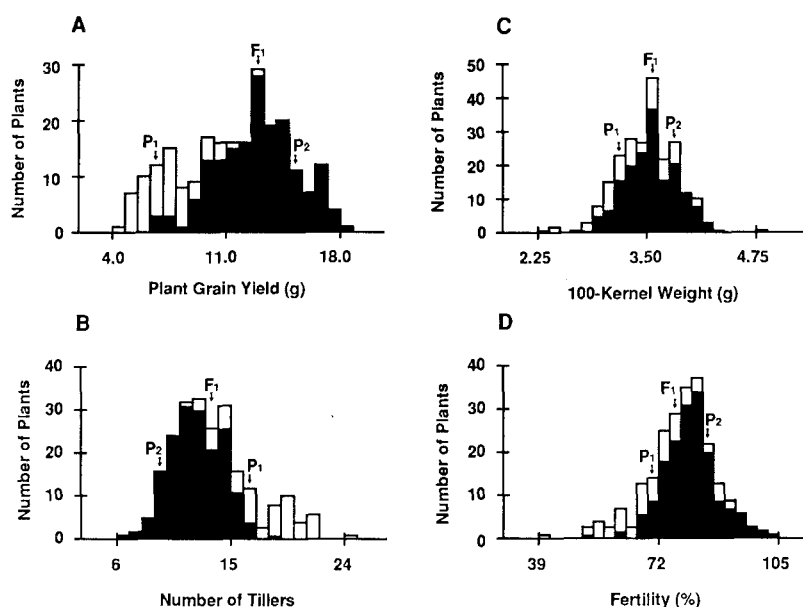 A
Number of Plants
30
20
10
0
P1
F1
P2
4.0 11.0 18.0
Plant Grain Yield (g)
C
Number of Plants
50
40
30
20
10
0
P1
F1
P2
2.25 3.50 4.75
100-Kernel Weight (g)
B
Number of Plants
40
30
20
10
0
P2
F1
P1
6 15 24
Number of Tillers
D
Number of Plants
40
30
20
10
0
P1
F1
P2
39 72 105
Fertility (%)